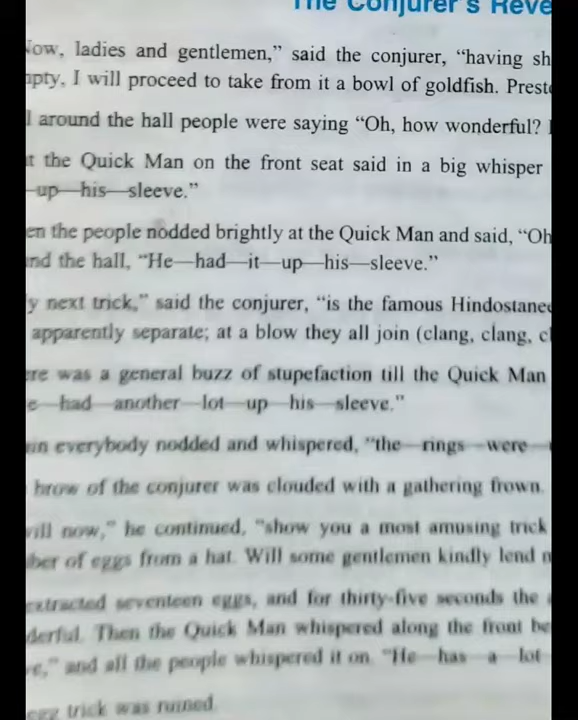 The Conjurer's Reve
Now, ladies and gentlemen,” said the conjurer, “having sh
mpty, I will proceed to take from it a bowl of goldfish. Presto
l around the hall people were saying “Oh, how wonderful?
t the Quick Man on the front seat said in a big whisper
—up—his—sleeve.”
en the people nodded brightly at the Quick Man and said, “Oh
nd the hall, “He—had—it—up—his—sleeve.”
y next trick,” said the conjurer, “is the famous Hindostanee
apparently separate; at a blow they all join (clang, clang, cl
ere was a general buzz of stupefaction till the Quick Man
e—had—another—lot—up—his—sleeve.”
in everybody nodded and whispered, “the—rings—were—
brow of the conjurer was clouded with a gathering frown.
vill now,” he continued, “show you a most amusing trick
ber of eggs from a hat. Will some gentlemen kindly lend m
extracted seventeen eggs, and for thirty-five seconds the
derful. Then the Quick Man whispered along the front be
ve,” and all the people whispered it on. “He—has—a—lot
egg trick was ruined.